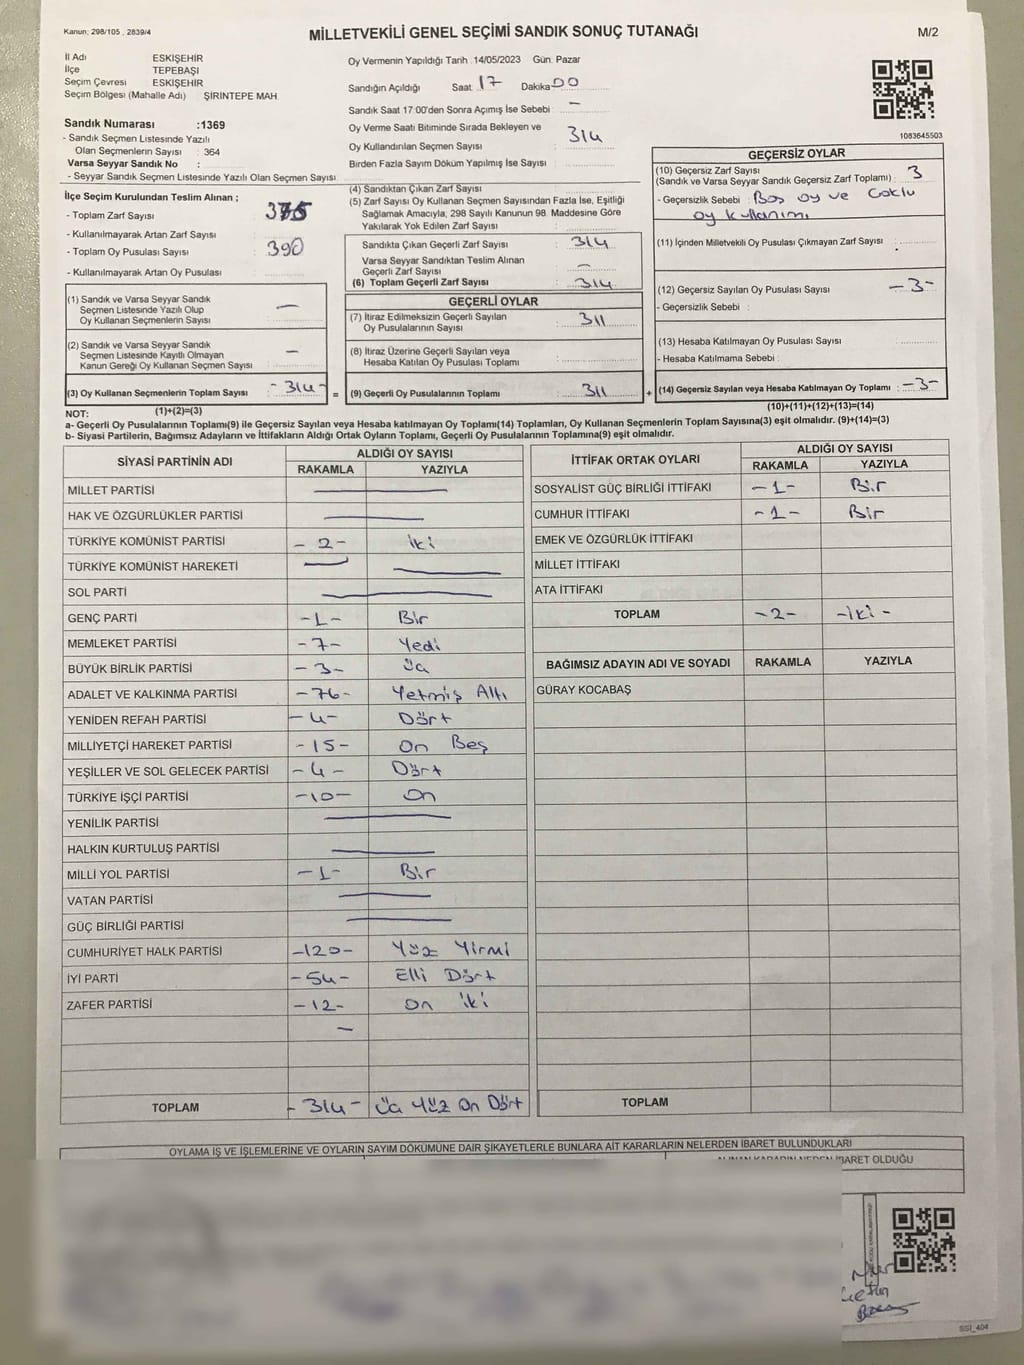 Kanun; 298/105 , 2839/4
MİLLETVEKİLİ GENEL SEÇİMİ SANDIK SONUÇ TUTANAĞI
M/2
İl Adı ESKİŞEHİR
İlçe TEPEBAŞI
Seçim Çevresi ESKİŞEHİR
Seçim Bölgesi (Mahalle Adı) ŞİRİNTEPE MAH
Sandık Numarası :1369
- Sandık Seçmen Listesinde Yazılı
Olan Seçmenlerin Sayısı : 364
Varsa Seyyar Sandık No :
- Seyyar Sandık Seçmen Listesinde Yazılı Olan Seçmen Sayısı
Oy Vermenin Yapıldığı Tarih :14/05/2023 Gün: Pazar
Sandığın Açıldığı Saat 17 Dakika 00
Sandık Saat 17:00'den Sonra Açımış İse Sebebi : —
Oy Verme Saati Bitiminde Sırada Bekleyen ve
Oy Kullandırılan Seçmen Sayısı : 314
Birden Fazla Sayım Döküm Yapılmış İse Sayısı
1083645503
İlçe Seçim Kurulundan Teslim Alınan ;
- Toplam Zarf Sayısı : 375
- Kullanılmayarak Artan Zarf Sayısı
- Toplam Oy Pusulası Sayısı : 390
- Kullanılmayarak Artan Oy Pusulası
(1) Sandık ve Varsa Seyyar Sandık
Seçmen Listesinde Yazılı Olup
Oy Kullanan Seçmenlerin Sayısı —
(2) Sandık ve Varsa Seyyar Sandık
Seçmen Listesinde Kayıtlı Olmayan
Kanun Gereği Oy Kullanan Seçmen Sayısı —
(3) Oy Kullanan Seçmenlerin Toplam Sayısı - 314 - =
(4) Sandıktan Çıkan Zarf Sayısı
(5) Zarf Sayısı Oy Kullanan Seçmen Sayısından Fazla İse, Eşitliği
Sağlamak Amacıyla, 298 Sayılı Kanunun 98. Maddesine Göre
Yakılarak Yok Edilen Zarf Sayısı
Sandıkta Çıkan Geçerli Zarf Sayısı : 314
Varsa Seyyar Sandıktan Teslim Alınan
Geçerli Zarf Sayısı : —
(6) Toplam Geçerli Zarf Sayısı : 314
GEÇERLİ OYLAR
(7) İtiraz Edilmeksizin Geçerli Sayılan
Oy Pusulalarının Sayısı : 311
(8) İtiraz Üzerine Geçerli Sayılan veya
Hesaba Katılan Oy Pusulası Toplamı
(9) Geçerli Oy Pusulalarının Toplamı : 311 +
GEÇERSİZ OYLAR
(10) Geçersiz Zarf Sayısı
(Sandık ve Varsa Seyyar Sandık Geçersiz Zarf Toplamı) : 3
- Geçersizlik Sebebi : Boş oy ve Çoklu
oy kullanımı
(11) İçinden Milletvekili Oy Pusulası Çıkmayan Zarf Sayısı
(12) Geçersiz Sayılan Oy Pusulası Sayısı : -3-
- Geçersizlik Sebebi :
(13) Hesaba Katılmayan Oy Pusulası Sayısı
- Hesaba Katılmama Sebebi :
(14) Geçersiz Sayılan veya Hesaba Katılmayan Oy Toplamı : -3-
NOT: (1)+(2)=(3) (10)+(11)+(12)+(13)=(14)
a- Geçerli Oy Pusulalarının Toplamı(9) ile Geçersiz Sayılan veya Hesaba katılmayan Oy Toplamı(14) Toplamları, Oy Kullanan Seçmenlerin Toplam Sayısına(3) eşit olmalıdır. (9)+(14)=(3)
b- Siyasi Partilerin, Bağımsız Adayların ve İttifakların Aldığı Ortak Oyların Toplamı, Geçerli Oy Pusulalarının Toplamına(9) eşit olmalıdır.
SİYASİ PARTİNİN ADI ALDIĞI OY SAYISI
RAKAMLA YAZIYLA
MİLLET PARTİSİ
HAK VE ÖZGÜRLÜKLER PARTİSİ
TÜRKİYE KOMÜNİST PARTİSİ - 2 - iki
TÜRKİYE KOMÜNİST HAREKETİ
SOL PARTİ
GENÇ PARTİ -1- Bir
MEMLEKET PARTİSİ -7- Yedi
BÜYÜK BİRLİK PARTİSİ -3- Üç
ADALET VE KALKINMA PARTİSİ -76- Yetmiş Altı
YENİDEN REFAH PARTİSİ -4- Dört
MİLLİYETÇİ HAREKET PARTİSİ -15- On Beş
YEŞİLLER VE SOL GELECEK PARTİSİ -4- Dört
TÜRKİYE İŞÇİ PARTİSİ -10- On
YENİLİK PARTİSİ
HALKIN KURTULUŞ PARTİSİ
MİLLİ YOL PARTİSİ -1- Bir
VATAN PARTİSİ
GÜÇ BİRLİĞİ PARTİSİ
CUMHURİYET HALK PARTİSİ -120- Yüz Yirmi
İYİ PARTİ -54- Elli Dört
ZAFER PARTİSİ -12- On iki
TOPLAM - 314 - Üç Yüz On Dört
İTTİFAK ORTAK OYLARI ALDIĞI OY SAYISI
RAKAMLA YAZIYLA
SOSYALİST GÜÇ BİRLİĞİ İTTİFAKI -1- Bir
CUMHUR İTTİFAKI -1- Bir
EMEK VE ÖZGÜRLÜK İTTİFAKI
MİLLET İTTİFAKI
ATA İTTİFAKI
TOPLAM -2- -iki-
BAĞIMSIZ ADAYIN ADI VE SOYADI RAKAMLA YAZIYLA
GÜRAY KOCABAŞ
TOPLAM
OYLAMA İŞ VE İŞLEMLERİNE VE OYLARIN SAYIM DÖKÜMÜNE DAİR ŞİKAYETLERLE BUNLARA AİT KARARLARIN NELERDEN İBARET BULUNDUKLARI
İBARET OLDUĞU
SSİ_404